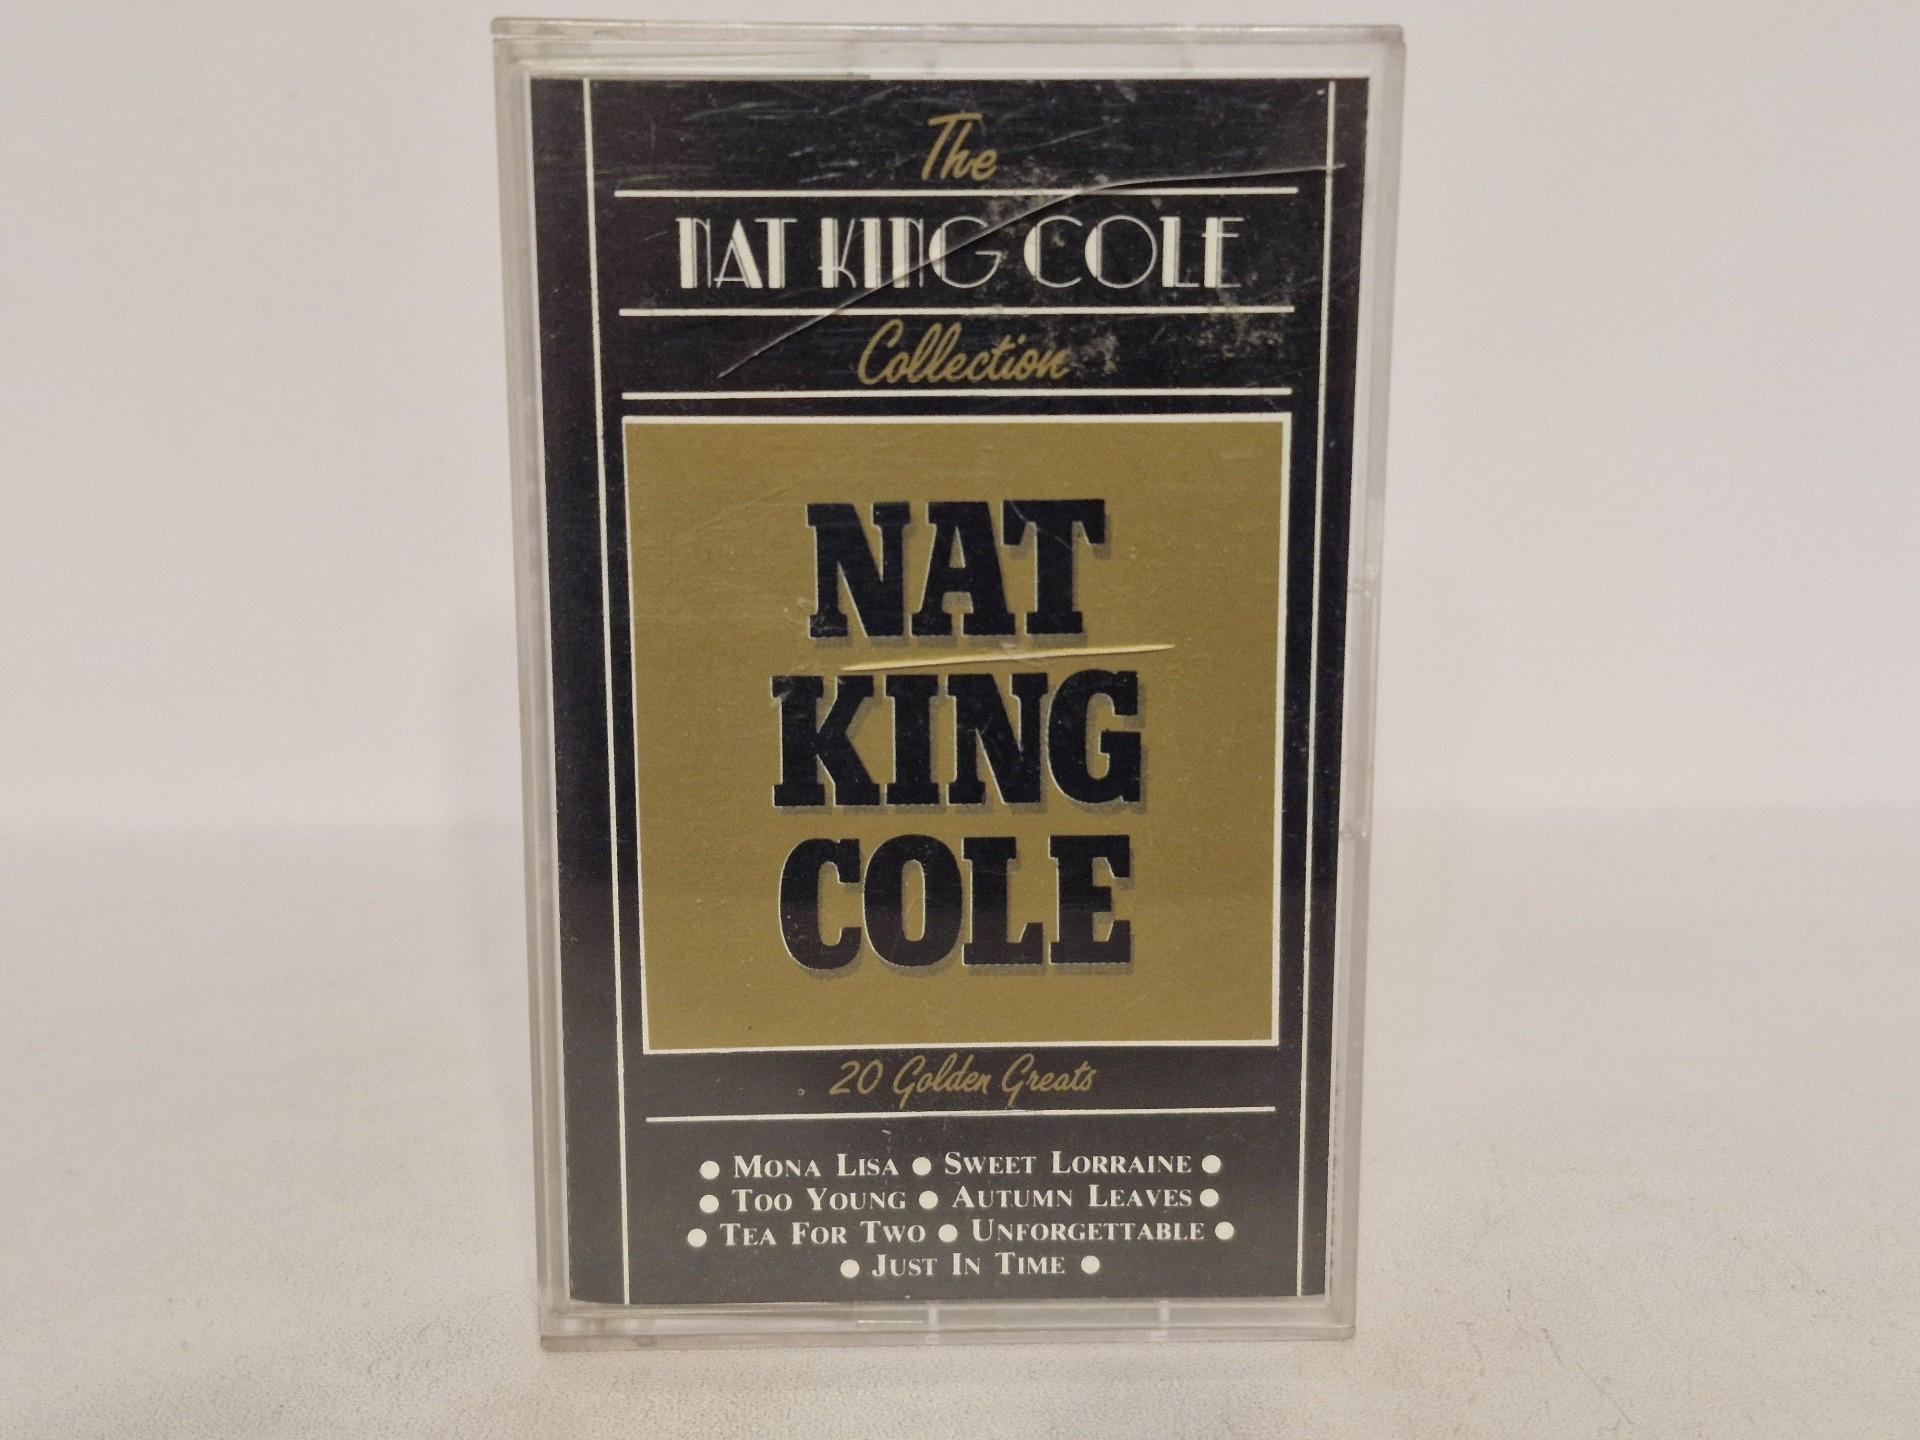 The
NAT KING COLE
Collection
NAT
KING
COLE
20 Golden Greats
● MONA LISA ● SWEET LORRAINE ●
● TOO YOUNG ● AUTUMN LEAVES ●
● TEA FOR TWO ● UNFORGETTABLE ●
● JUST IN TIME ●